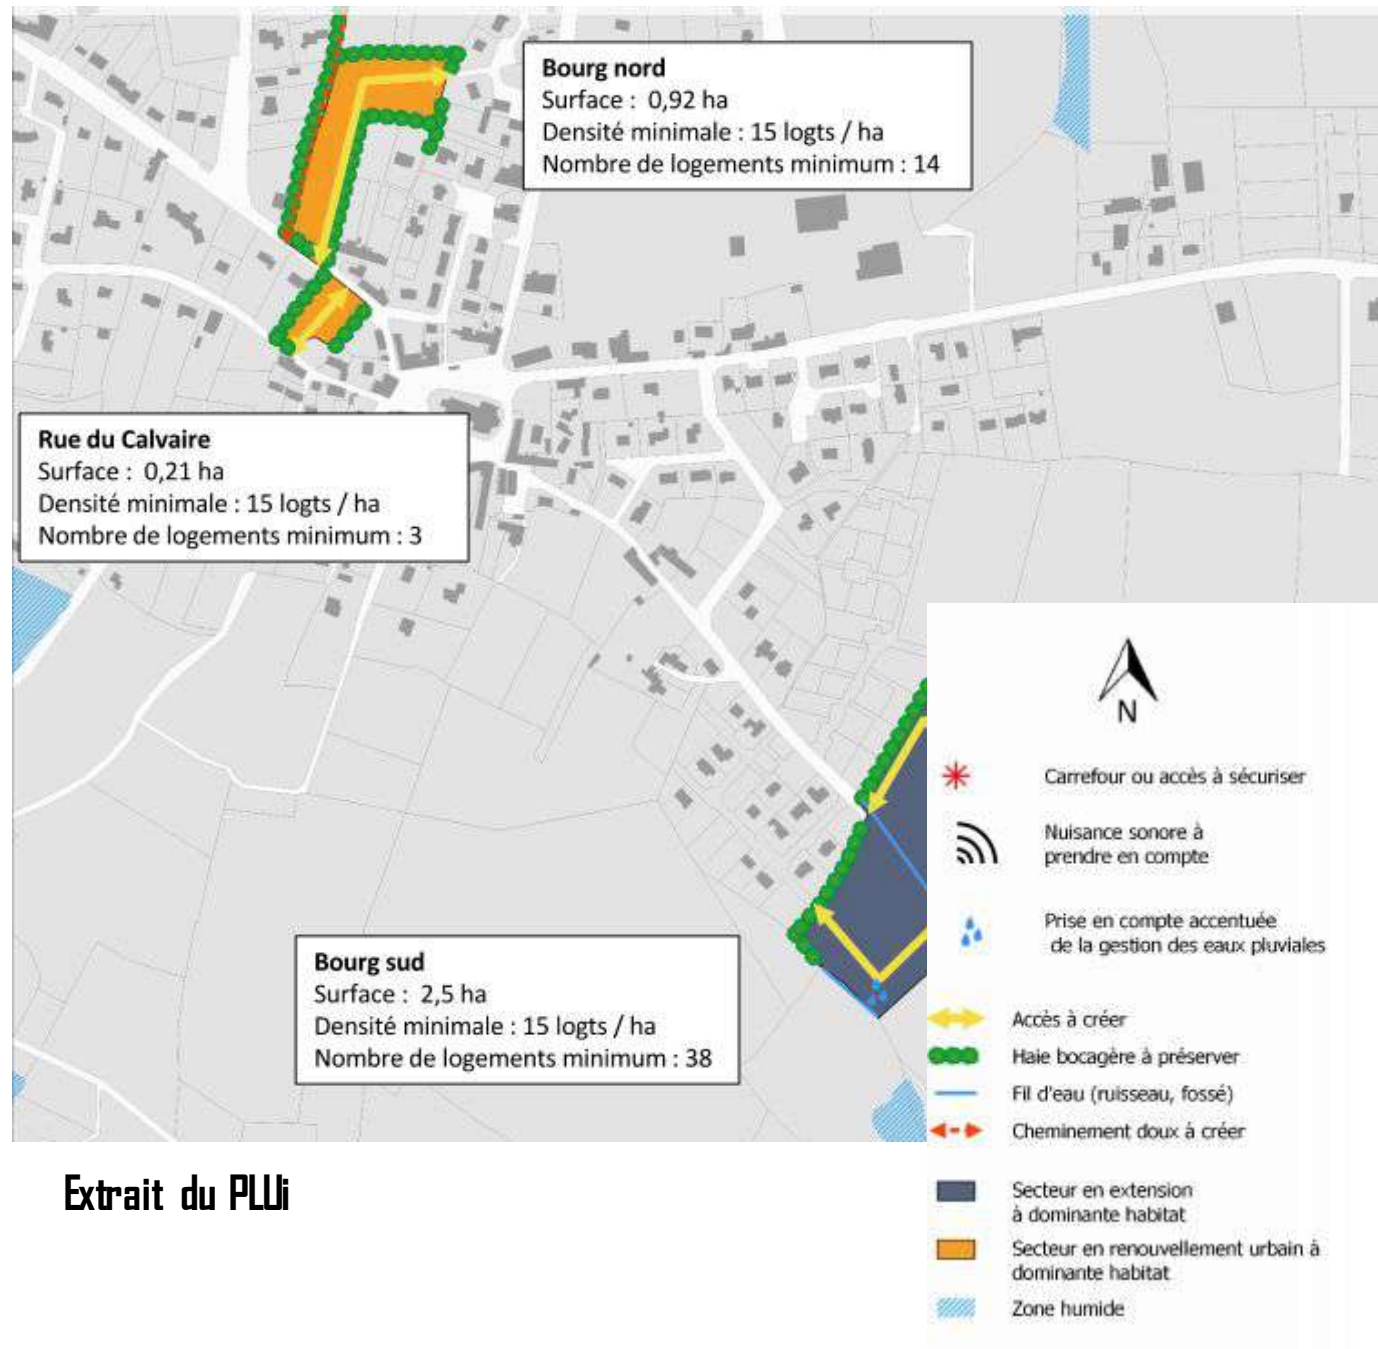 Bourg nord
Surface : 0,92 ha
Densité minimale : 15 logts / ha
Nombre de logements minimum : 14
Rue du Calvaire
Surface : 0,21 ha
Densité minimale : 15 logts / ha
Nombre de logements minimum : 3
Bourg sud
Surface : 2,5 ha
Densité minimale : 15 logts / ha
Nombre de logements minimum : 38
N
Carrefour ou accès à sécuriser
Nuisance sonore à
prendre en compte
Prise en compte accentuée
de la gestion des eaux pluviales
Accès à créer
Haie bocagère à préserver
Fil d'eau (ruisseau, fossé)
Cheminement doux à créer
Secteur en extension
à dominante habitat
Secteur en renouvellement urbain à
dominante habitat
Zone humide
Extrait du PLUi